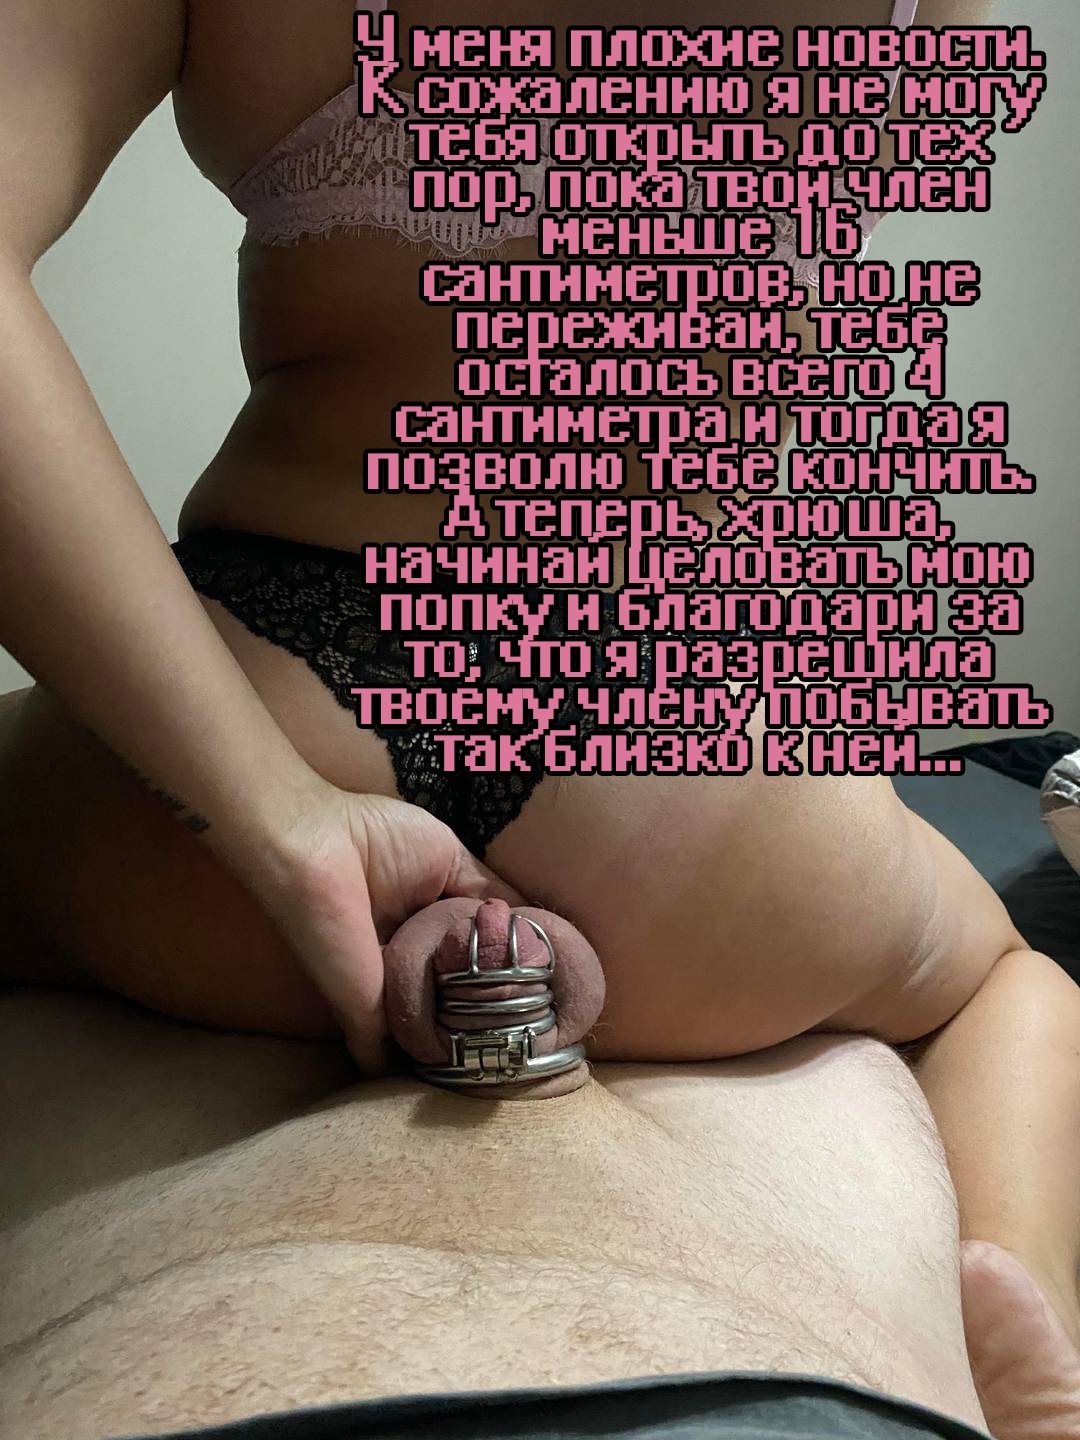 У меня плохие новости.
К сожалению я не могу
тебя открыть до тех
пор, пока твой член
меньше 16
сантиметров, но не
переживай, тебе
осталось всего 4
сантиметра и тогда я
позволю тебе кончить.
А теперь, хрюша,
начинай целовать мою
попку и благодари за
то, что я разрешила
твоему члену побывать
так близко к ней...